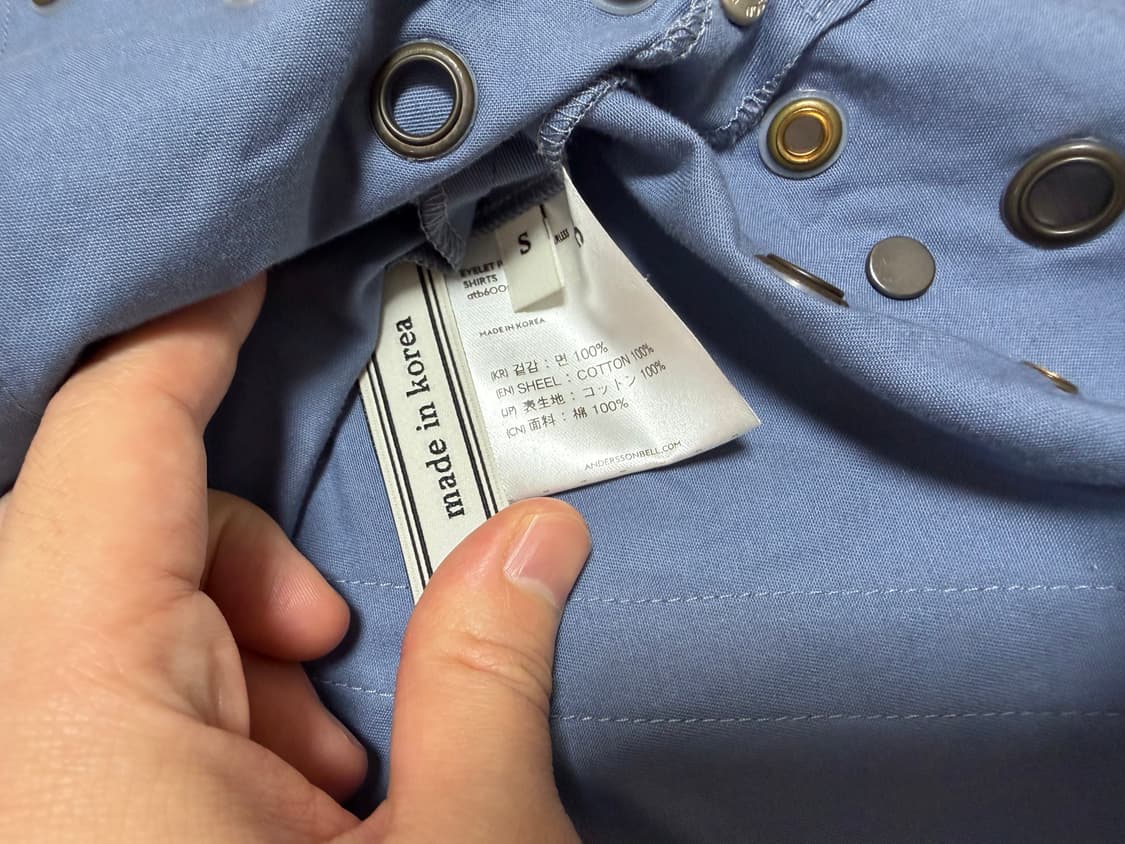 S
EYELET
SHIRTS
MADE IN KOREA
(KR) 겉감 : 면 100%
(EN) SHEEL : COTTON 100%
(JP) 表生地 : コットン 100%
(CN) 面料 : 棉 100%
ANDERSSONBELL.COM
made in korea